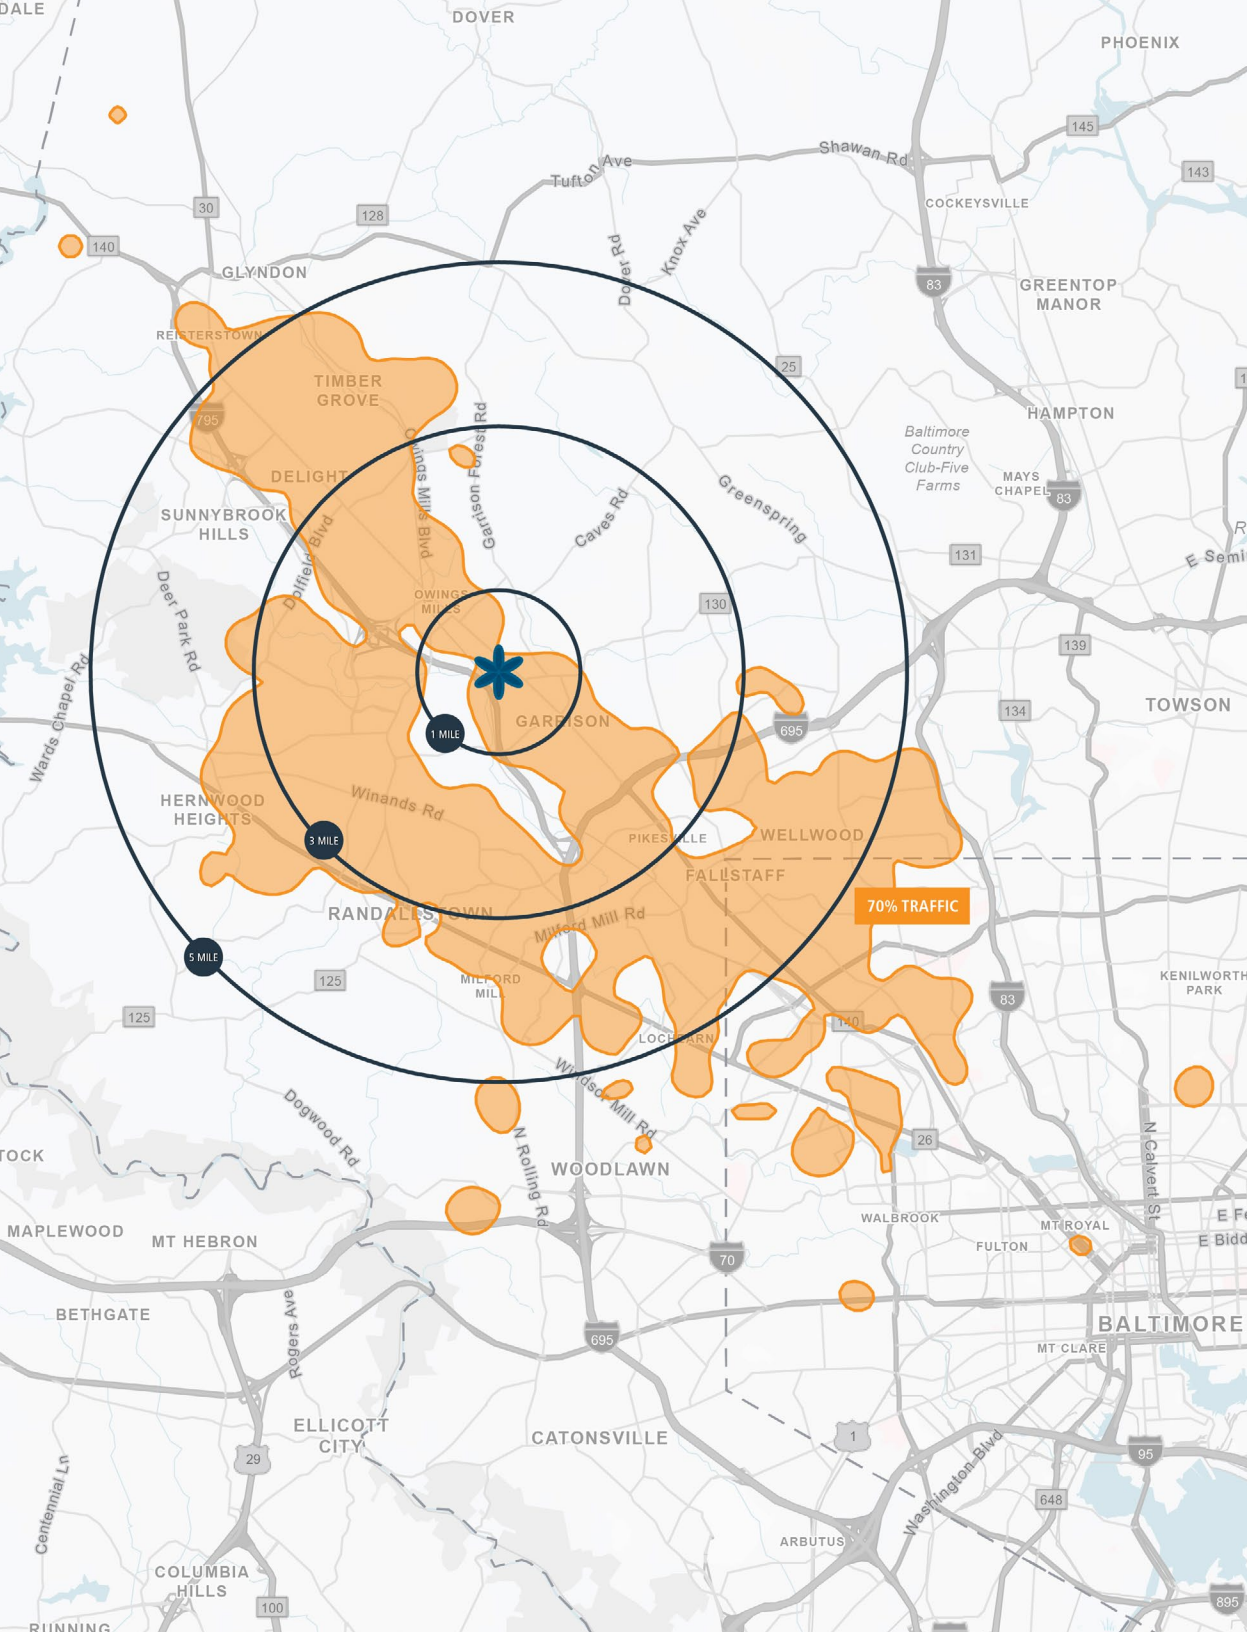 DALE
DOVER
PHOENIX
145
Shawan Rd
Tufton Ave
143
30
128
COCKEYSVILLE
140
Dover Rd
Knox Ave
GLYNDON
83
GREENTOP
MANOR
REISTERSTOWN
25
TIMBER
GROVE
795
HAMPTON
Baltimore
Country
Club-Five
Farms
Owings Mills Blvd
Garrison Forest Rd
DELIGHT
MAYS
CHAPEL
83
Greenspring
Caves Rd
SUNNYBROOK
HILLS
Dolfield Blvd
131
E Semi
Deer Park Rd
OWINGS
MILLS
130
139
Wards Chapel Rd
134
TOWSON
GARRISON
695
1 MILE
HERNWOOD
HEIGHTS
Winands Rd
3 MILE
PIKESVILLE
WELLWOOD
FALLSTAFF
70% TRAFFIC
RANDALLSTOWN
Milford Mill Rd
5 MILE
125
MILFORD
MILL
KENILWORTH
PARK
83
125
140
LOCHEARN
Windsor Mill Rd
Dogwood Rd
26
N Rolling Rd
N Calvert St
TOCK
WOODLAWN
WALBROOK
MT ROYAL
E Fe
MAPLEWOOD
MT HEBRON
FULTON
E Bidd
70
BETHGATE
Rogers Ave
695
BALTIMORE
MT CLARE
ELLICOTT
CITY
CATONSVILLE
1
29
95
Centennial Ln
Washington Blvd
648
ARBUTUS
COLUMBIA
HILLS
100
895
RUNNING